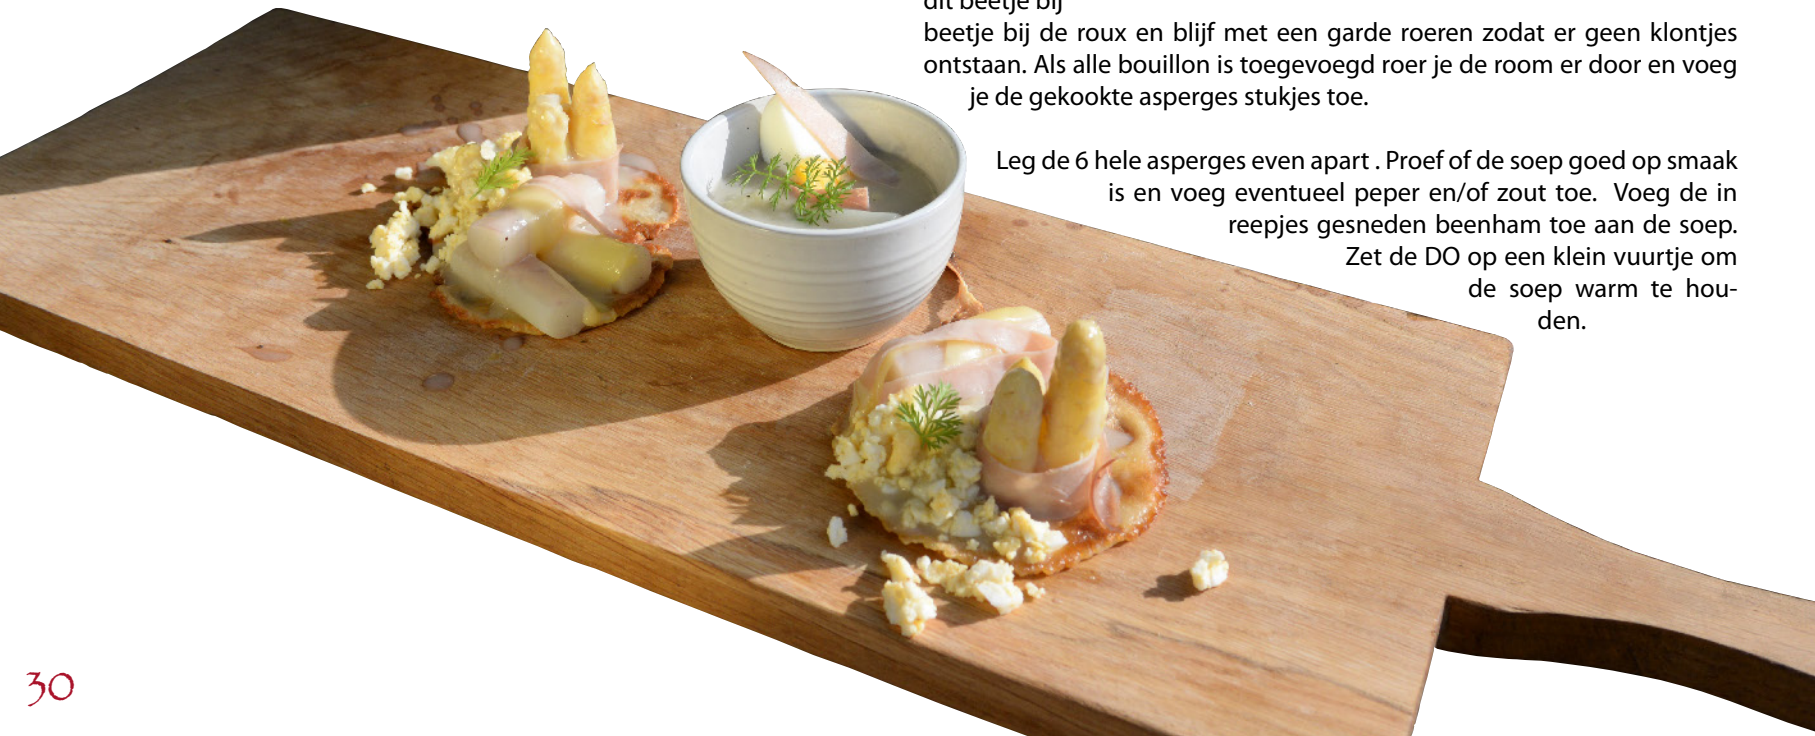 dit beetje bij
beetje bij de roux en blijf met een garde roeren zodat er geen klontjes
ontstaan. Als alle bouillon is toegevoegd roer je de room er door en voeg
je de gekookte asperges stukjes toe.
Leg de 6 hele asperges even apart . Proef of de soep goed op smaak
is en voeg eventueel peper en/of zout toe. Voeg de in
reepjes gesneden beenham toe aan de soep.
Zet de DO op een klein vuurtje om
de soep warm te hou-
den.
30